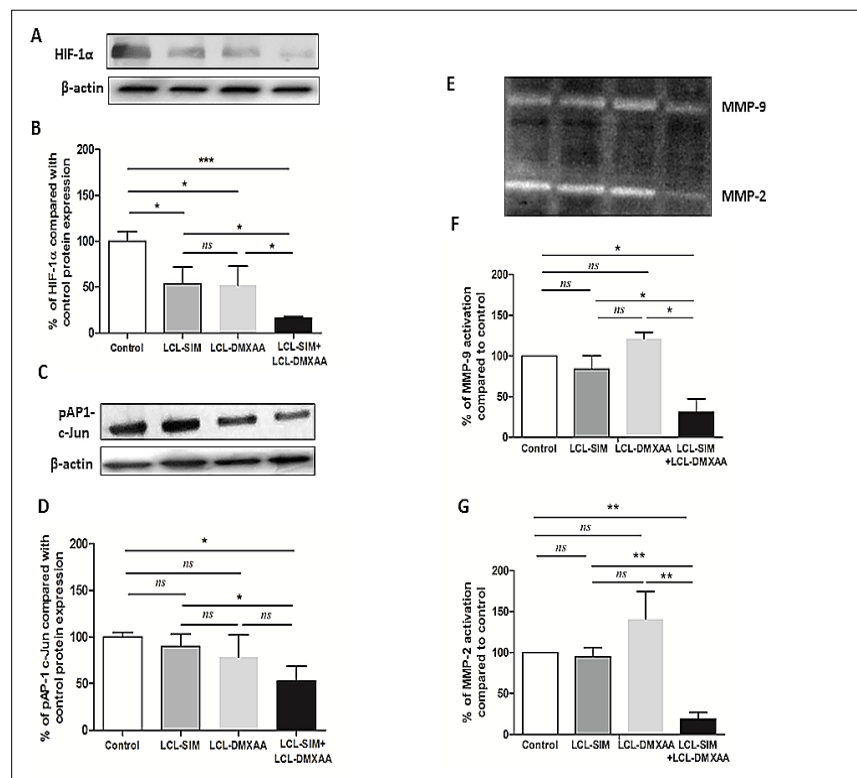 A
HIF-1α
β-actin
B
% of HIF-1α compared with
control protein expression
200
150
100
50
0
***
*
*
*
ns
*
Control
LCL-SIM
LCL-DMXAA
LCL-SIM+
LCL-DMXAA
C
pAP1-
c-Jun
β-actin
D
% of pAP-1 c-Jun compared with
control protein expression
200
150
100
50
0
*
ns
ns
*
ns
ns
Control
LCL-SIM
LCL-DMXAA
LCL-SIM+
LCL-DMXAA
E
MMP-9
MMP-2
F
% of MMP-9 activation
compared to control
200
150
100
50
0
*
ns
ns
*
ns
*
Control
LCL-SIM
LCL-DMXAA
LCL-SIM
+LCL-DMXAA
G
% of MMP-2 activation
compared to control
200
150
100
50
0
**
ns
ns
**
ns
**
Control
LCL-SIM
LCL-DMXAA
LCL-SIM
+LCL-DMXAA